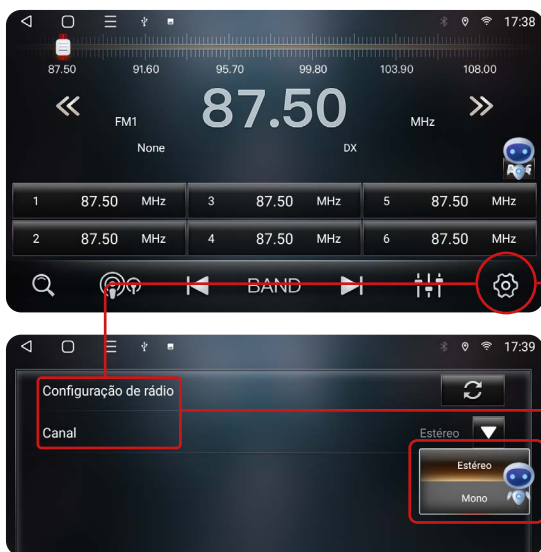 17:38
87.50 91.60 95.70 99.80 103.90 108.00
FM1 87.50 MHz
None DX
1 87.50 MHz 3 87.50 MHz 5 87.50 MHz
2 87.50 MHz 4 87.50 MHz 6 87.50 MHz
BAND
17:39
Configuração de rádio
Canal Estéreo
Estéreo
Mono